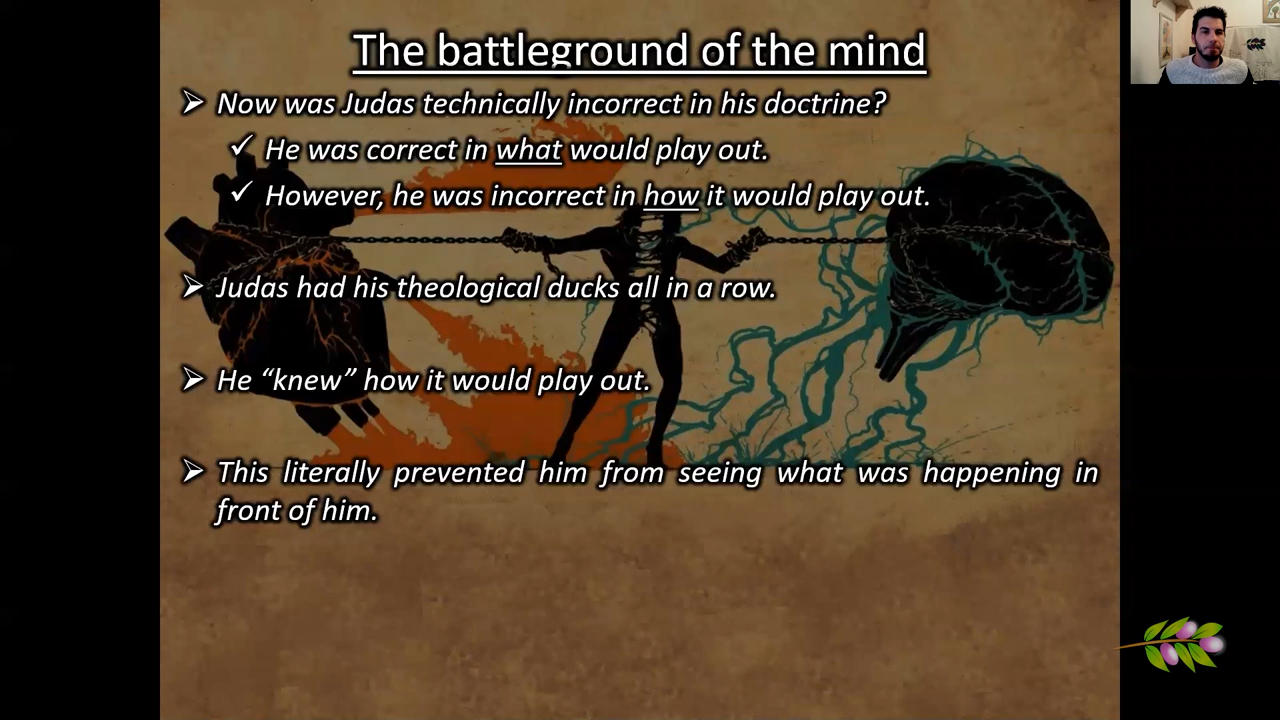 The battleground of the mind
➢ Now was Judas technically incorrect in his doctrine?
✓ He was correct in what would play out.
✓ However, he was incorrect in how it would play out.
➢ Judas had his theological ducks all in a row.
➢ He “knew” how it would play out.
➢ This literally prevented him from seeing what was happening in
front of him.